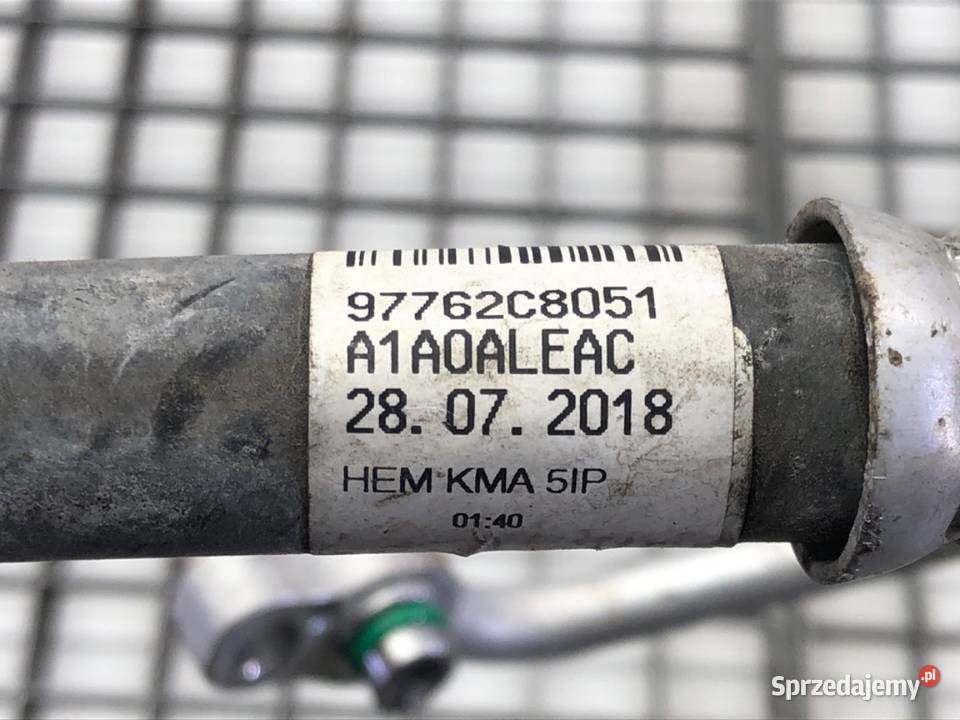 97762C8051
A1A0ALEAC
28.07.2018
HEM KMA 5IP
01:40
Sprzedajemy.pl